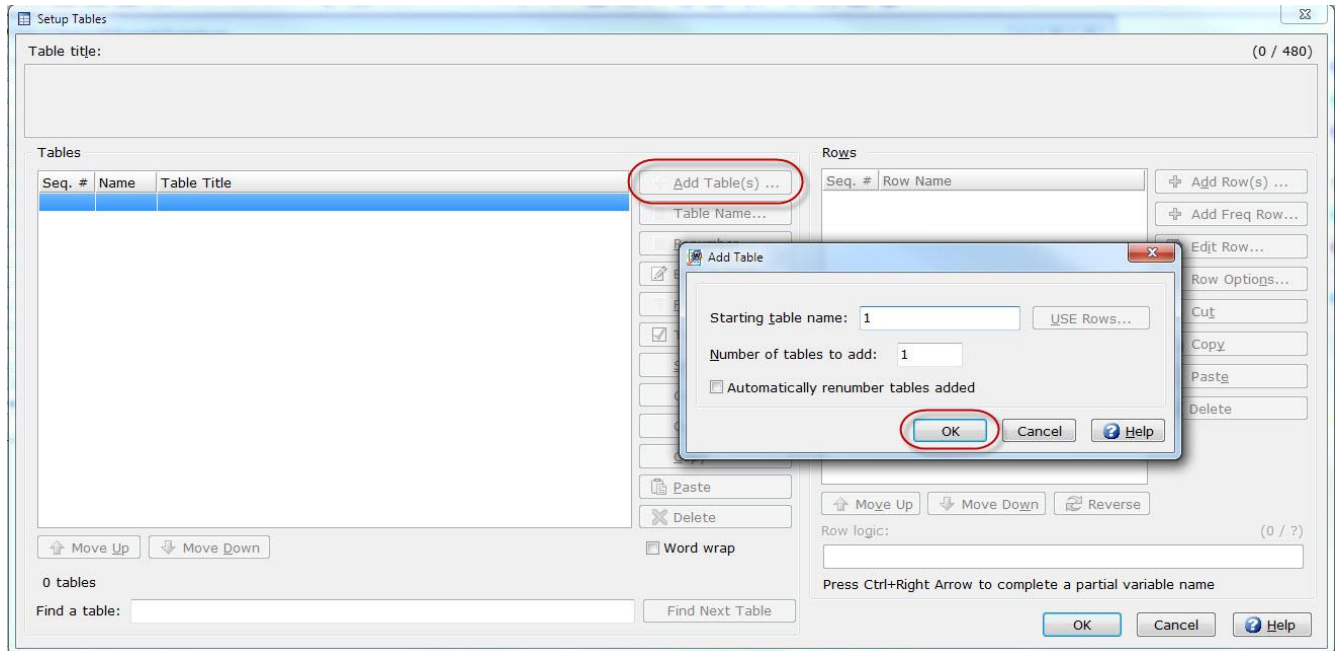 Setup Tables
Table title:
(0 / 480)
Tables
Seq. # Name Table Title
Add Table(s) ...
Table Name...
Paste
Delete
Move Up Move Down
Word wrap
0 tables
Find a table:
Find Next Table
Rows
Seq. # Row Name
Add Row(s) ...
Add Freq Row...
Edit Row...
Row Options...
Cut
Copy
Paste
Delete
Add Table
Starting table name: 1 USE Rows...
Number of tables to add: 1
Automatically renumber tables added
OK Cancel Help
Move Up Move Down Reverse
Row logic:
(0 / ?)
Press Ctrl+Right Arrow to complete a partial variable name
OK Cancel Help